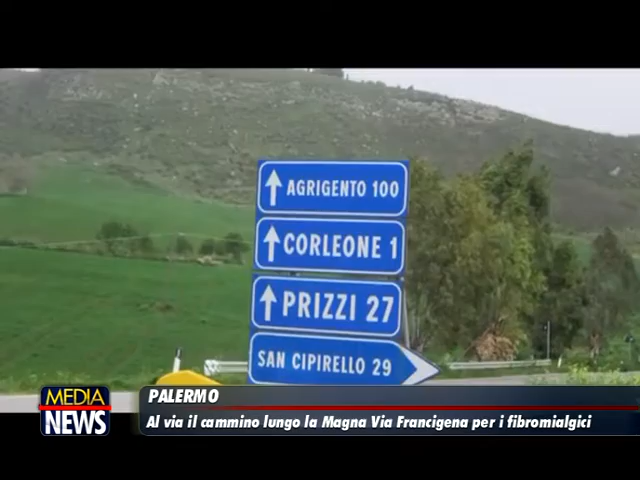 AGRIGENTO 100
CORLEONE 1
PRIZZI 27
SAN CIPIRELLO 29
MEDIA
NEWS
PALERMO
Al via il cammino lungo la Magna Via Francigena per i fibromialgici